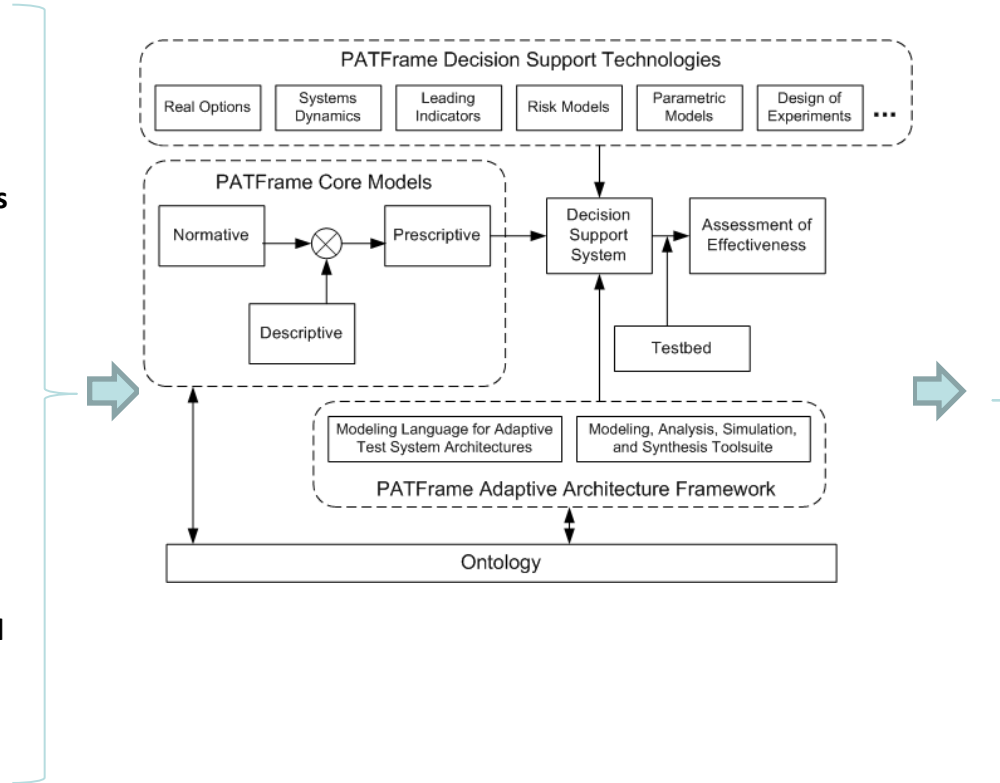 PATFrame Decision Support Technologies
Real Options
Systems
Dynamics
Leading
Indicators
Risk Models
Parametric
Models
Design of
Experiments
...
s
PATFrame Core Models
Normative
Prescriptive
Descriptive
Decision
Support
System
Assessment of
Effectiveness
Testbed
Modeling Language for Adaptive
Test System Architectures
Modeling, Analysis, Simulation,
and Synthesis Toolsuite
PATFrame Adaptive Architecture Framework
Ontology